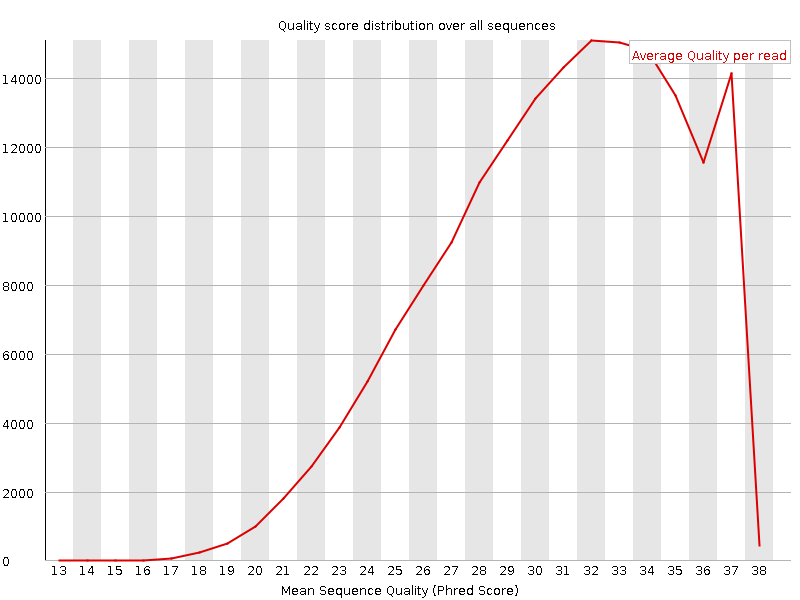 Quality score distribution over all sequences
Average Quality per read
14000
12000
10000
8000
6000
4000
2000
0
13 14 15 16 17 18 19 20 21 22 23 24 25 26 27 28 29 30 31 32 33 34 35 36 37 38
Mean Sequence Quality (Phred Score)